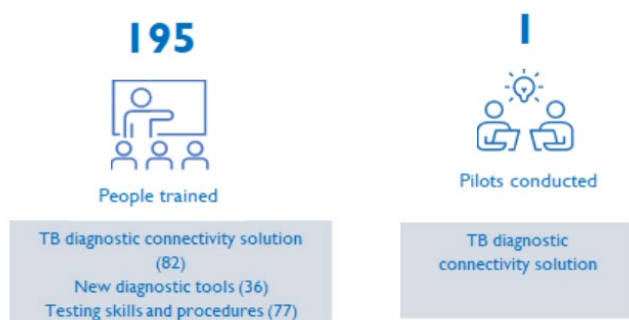 195
People trained
TB diagnostic connectivity solution
(82)
New diagnostic tools (36)
Testing skills and procedures (77)
1
Pilots conducted
TB diagnostic
connectivity solution